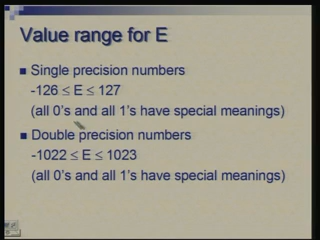 Value range for E
Single precision numbers
-126 ≤ E ≤ 127
(all 0's and all 1's have special meanings)
Double precision numbers
-1022 ≤ E ≤ 1023
(all 0's and all 1's have special meanings)